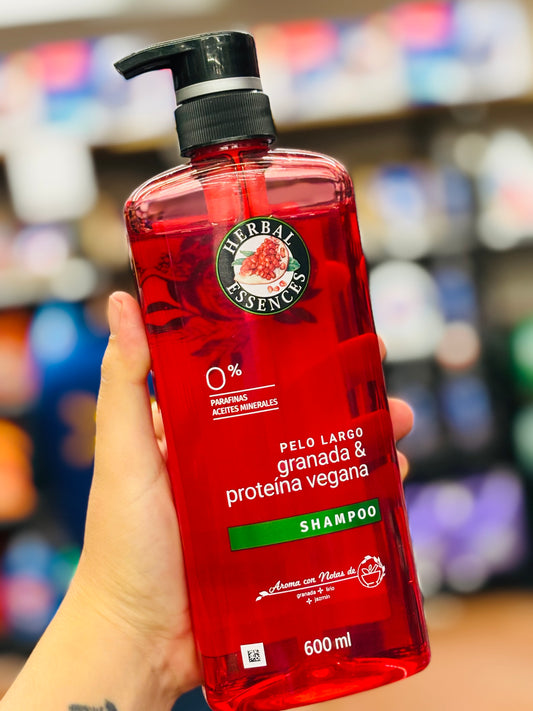 HERBAL
ESSENCES
0%
PARAFINAS
ACEITES MINERALES
PELO LARGO
granada &
proteína vegana
SHAMPOO
Aroma con Notas de
granada + lirio
+ jazmín
600 ml